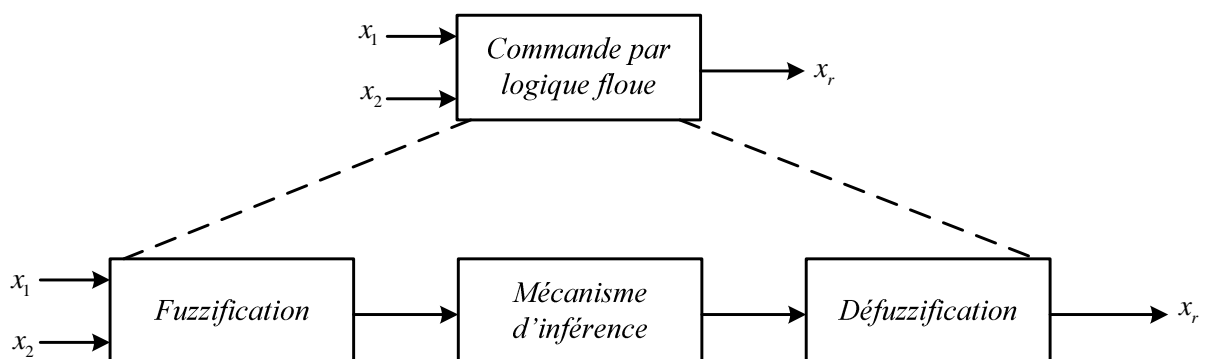 x₁
Commande par
logique floue
x₂
xᵣ
x₁
Fuzzification
x₂
Mécanisme
d’inférence
Défuzzification
xᵣ